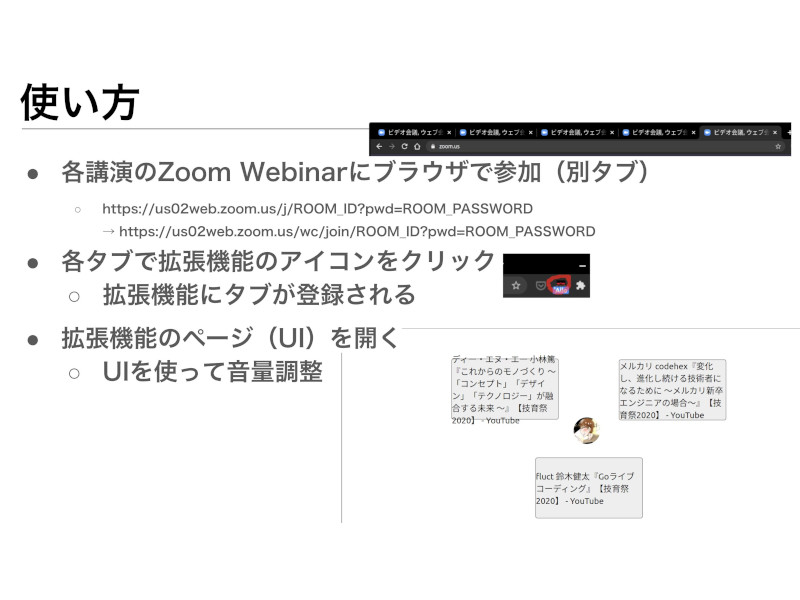 使い方
ビデオ会議, ウェブ会 × ビデオ会議, ウェブ会 × ビデオ会議, ウェブ会 × ビデオ会議, ウェブ会 × ビデオ会議, ウェブ会 × +
zoom.us
● 各講演のZoom Webinarにブラウザで参加（別タブ）
○ https://us02web.zoom.us/j/ROOM_ID?pwd=ROOM_PASSWORD
→ https://us02web.zoom.us/wc/join/ROOM_ID?pwd=ROOM_PASSWORD
● 各タブで拡張機能のアイコンをクリック
○ 拡張機能にタブが登録される
● 拡張機能のページ（UI）を開く
○ UIを使って音量調整
ディー・エヌ・エー 小林篤
『これからのモノづくり ～
「コンセプト」「デザイ
ン」「テクノロジー」が融
合する未来 ～』【技育祭
2020】 - YouTube
メルカリ codehex『変化
し、進化し続ける技術者に
なるために ～メルカリ新卒
エンジニアの場合～』【技
育祭2020】 - YouTube
fluct 鈴木健太『Goライブ
コーディング』【技育祭
2020】 - YouTube